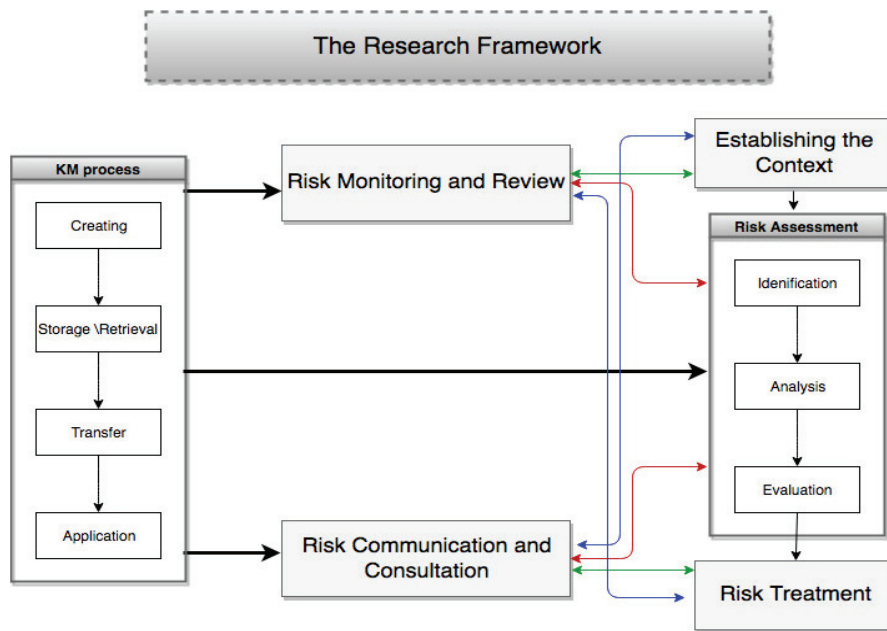 The Research Framework
KM process
Creating
Storage \Retrieval
Transfer
Application
Risk Monitoring and Review
Risk Communication and
Consultation
Establishing the
Context
Risk Assessment
Idenification
Analysis
Evaluation
Risk Treatment